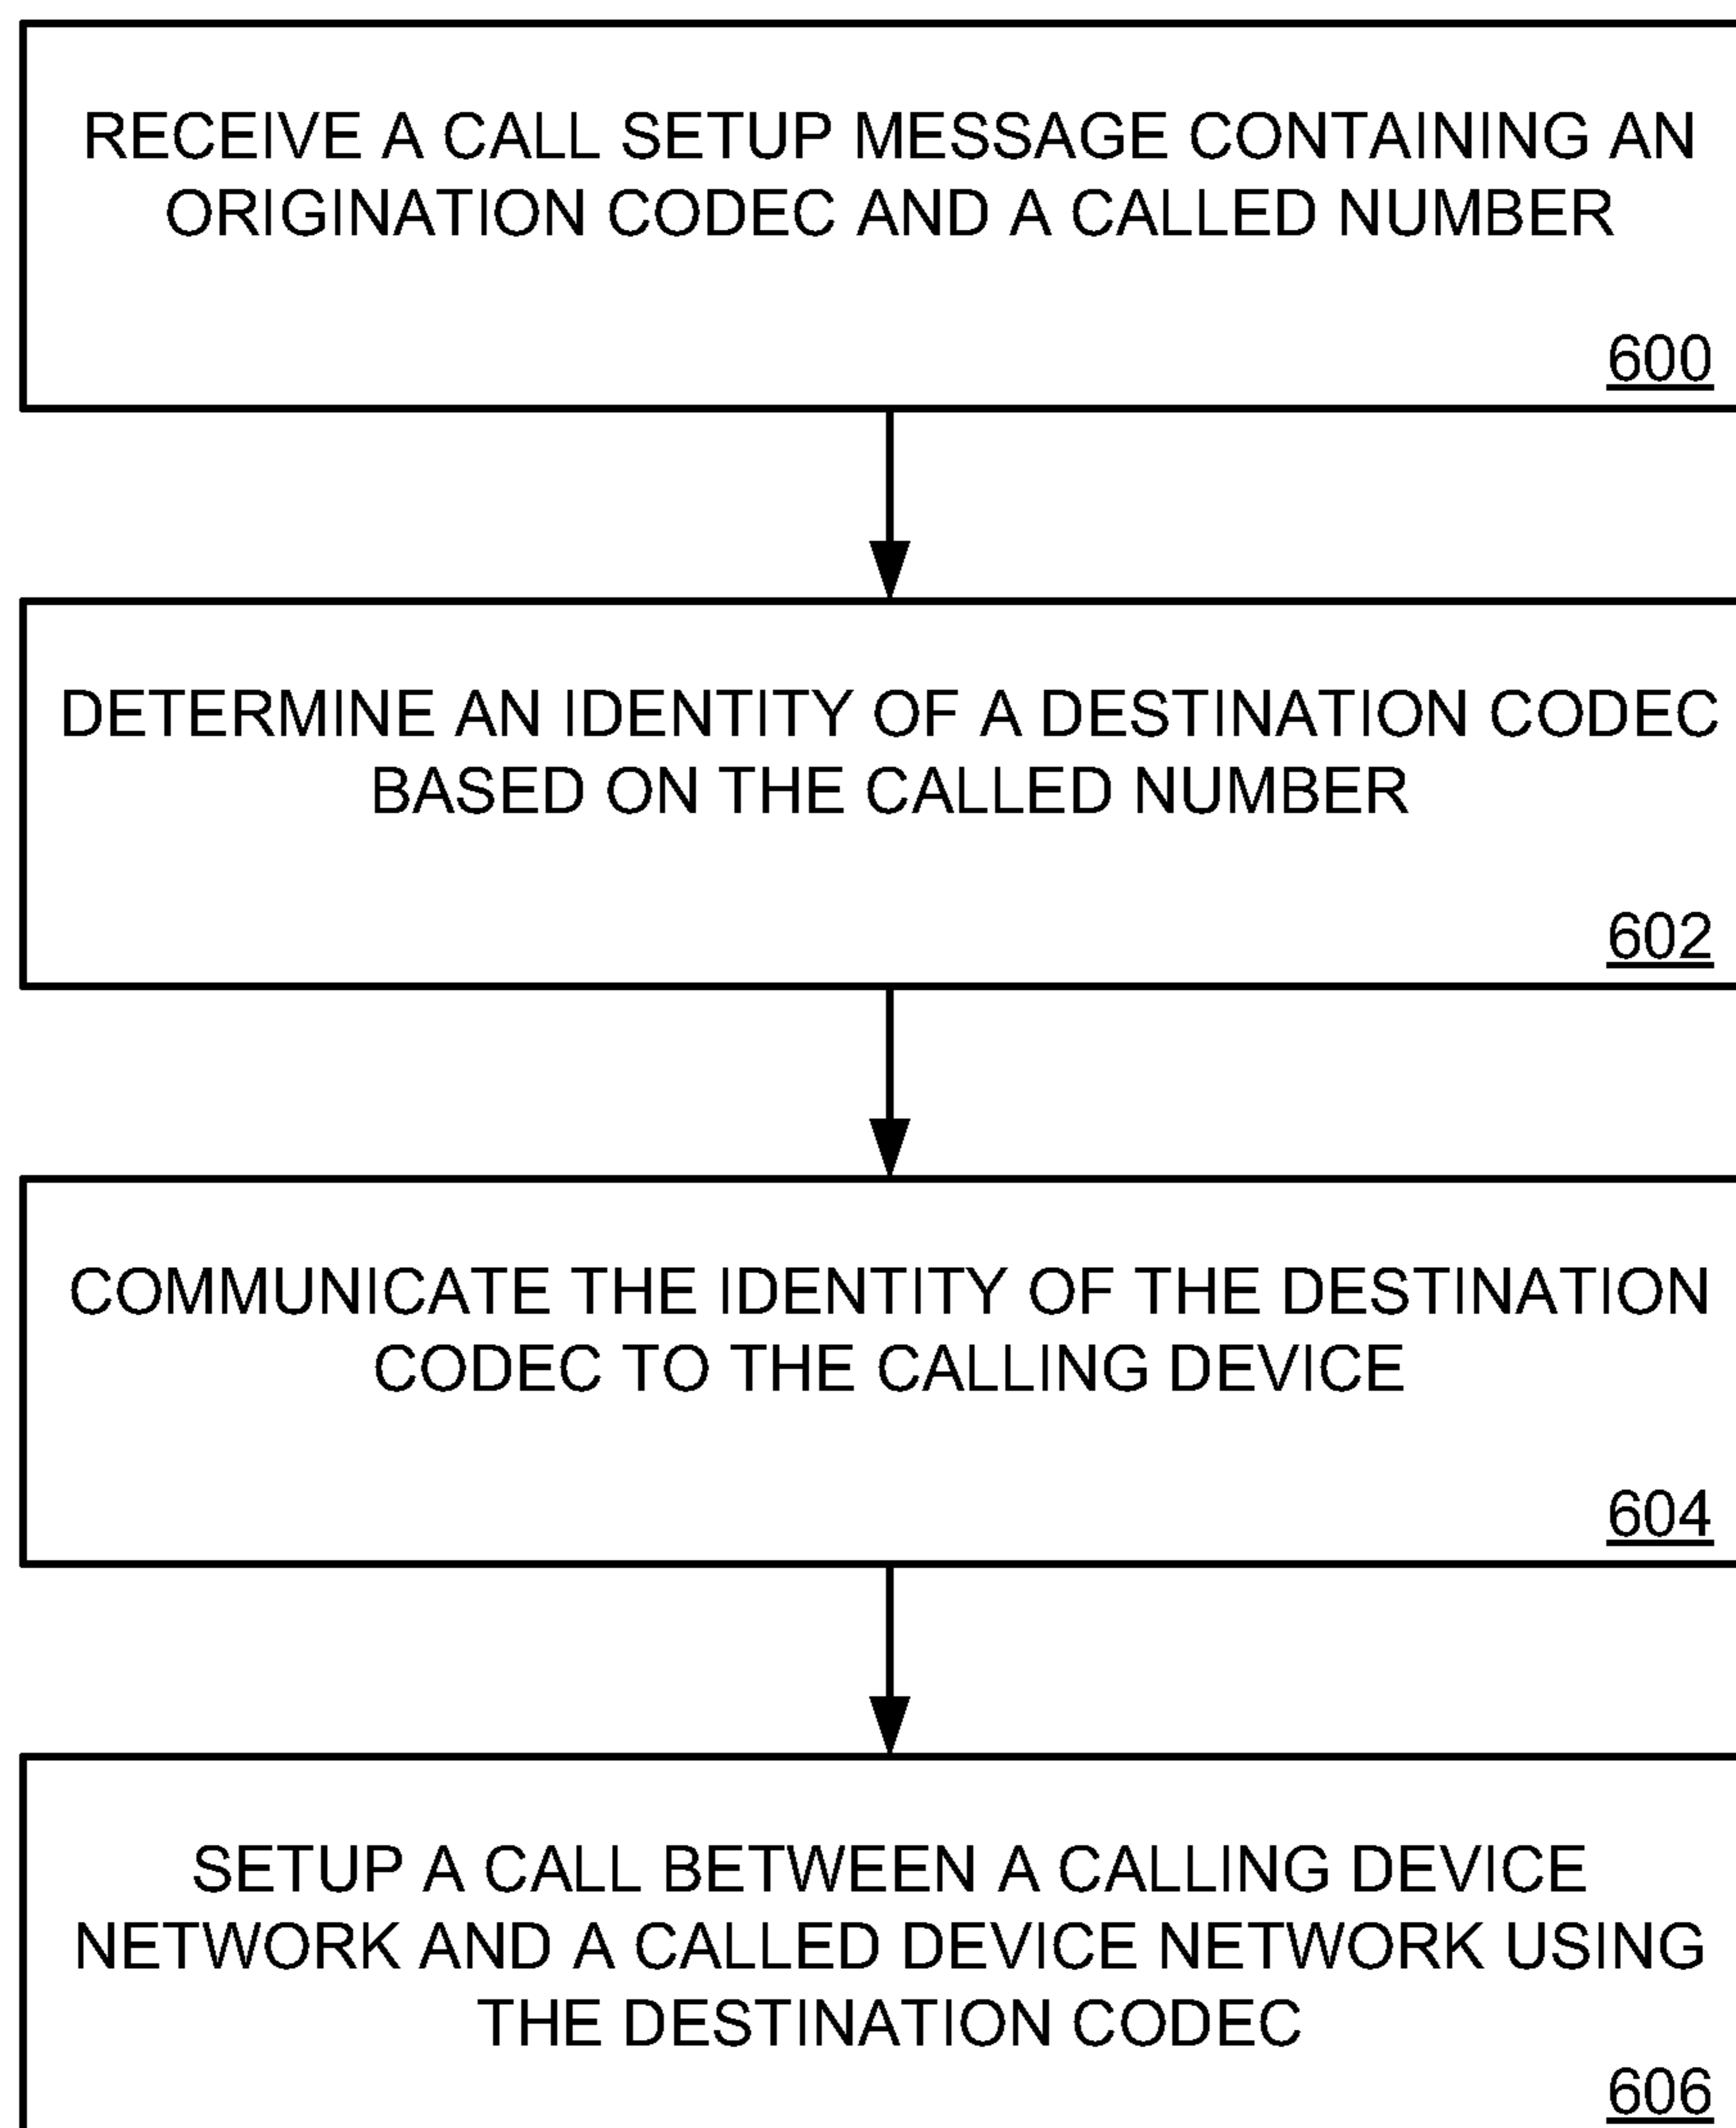 RECEIVE A CALL SETUP MESSAGE CONTAINING AN
ORIGINATION CODEC AND A CALLED NUMBER
600
DETERMINE AN IDENTITY OF A DESTINATION CODEC
BASED ON THE CALLED NUMBER
602
COMMUNICATE THE IDENTITY OF THE DESTINATION
CODEC TO THE CALLING DEVICE
604
SETUP A CALL BETWEEN A CALLING DEVICE
NETWORK AND A CALLED DEVICE NETWORK USING
THE DESTINATION CODEC
606